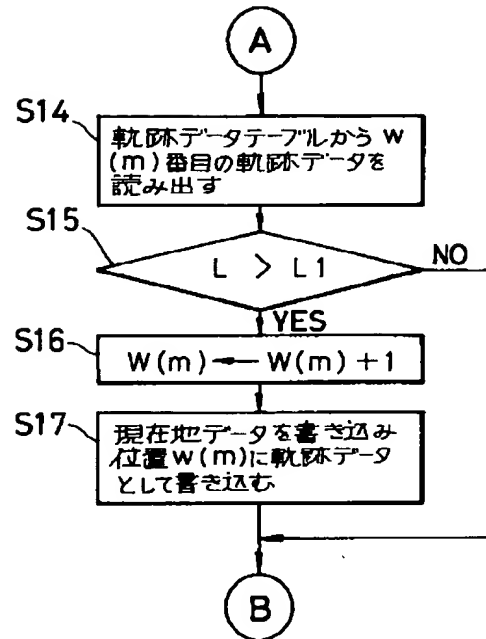 A
S14
軌跡データテーブルから W
(m)番目の軌跡データを
読み出す
S15
L > L1
NO
YES
S16
W(m) ← W(m) + 1
S17
現在地データを書き込み
位置W(m)に軌跡データ
として書き込む
B